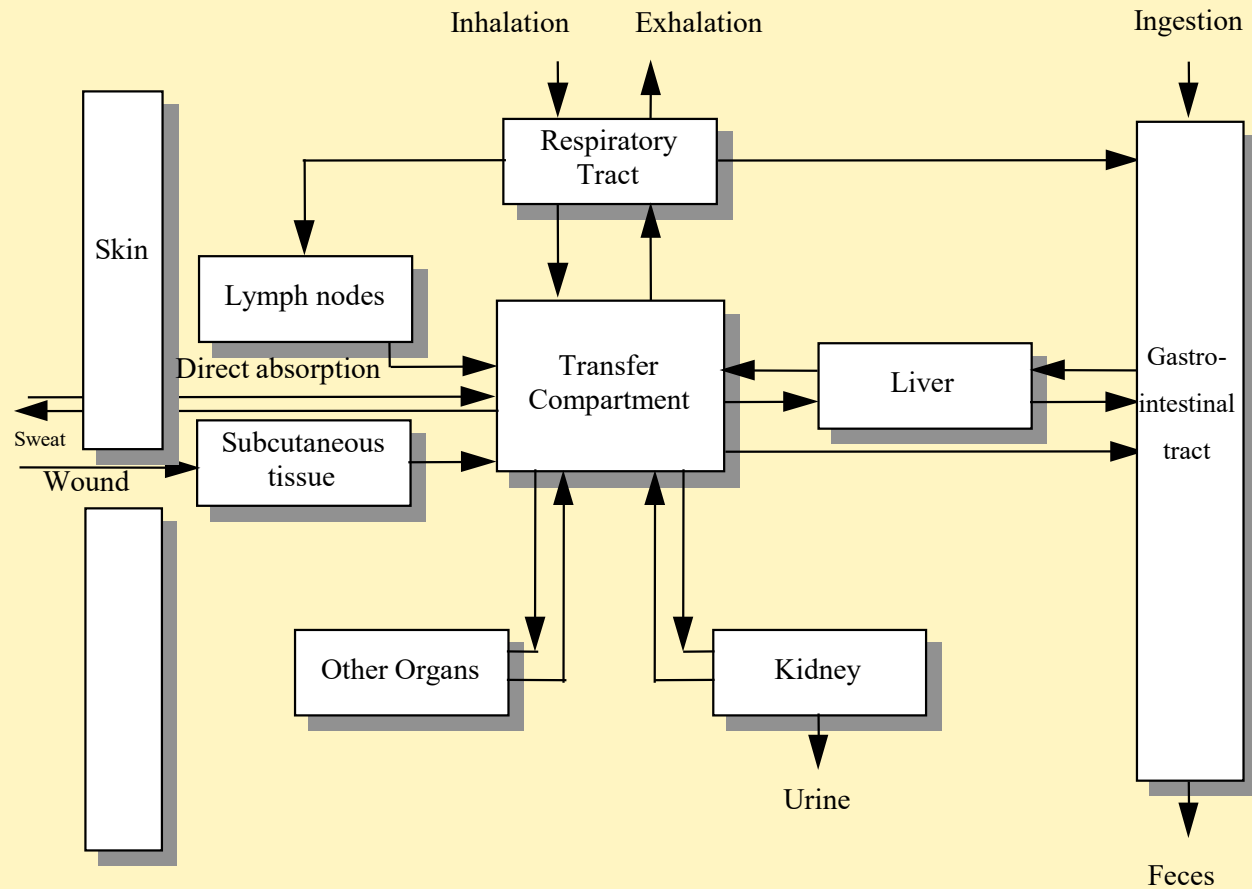 Inhalation
Exhalation
Ingestion
Respiratory
Tract
Skin
Lymph nodes
Direct absorption
Transfer
Compartment
Liver
Gastro-
intestinal
tract
Sweat
Subcutaneous
tissue
Wound
Other Organs
Kidney
Urine
Feces